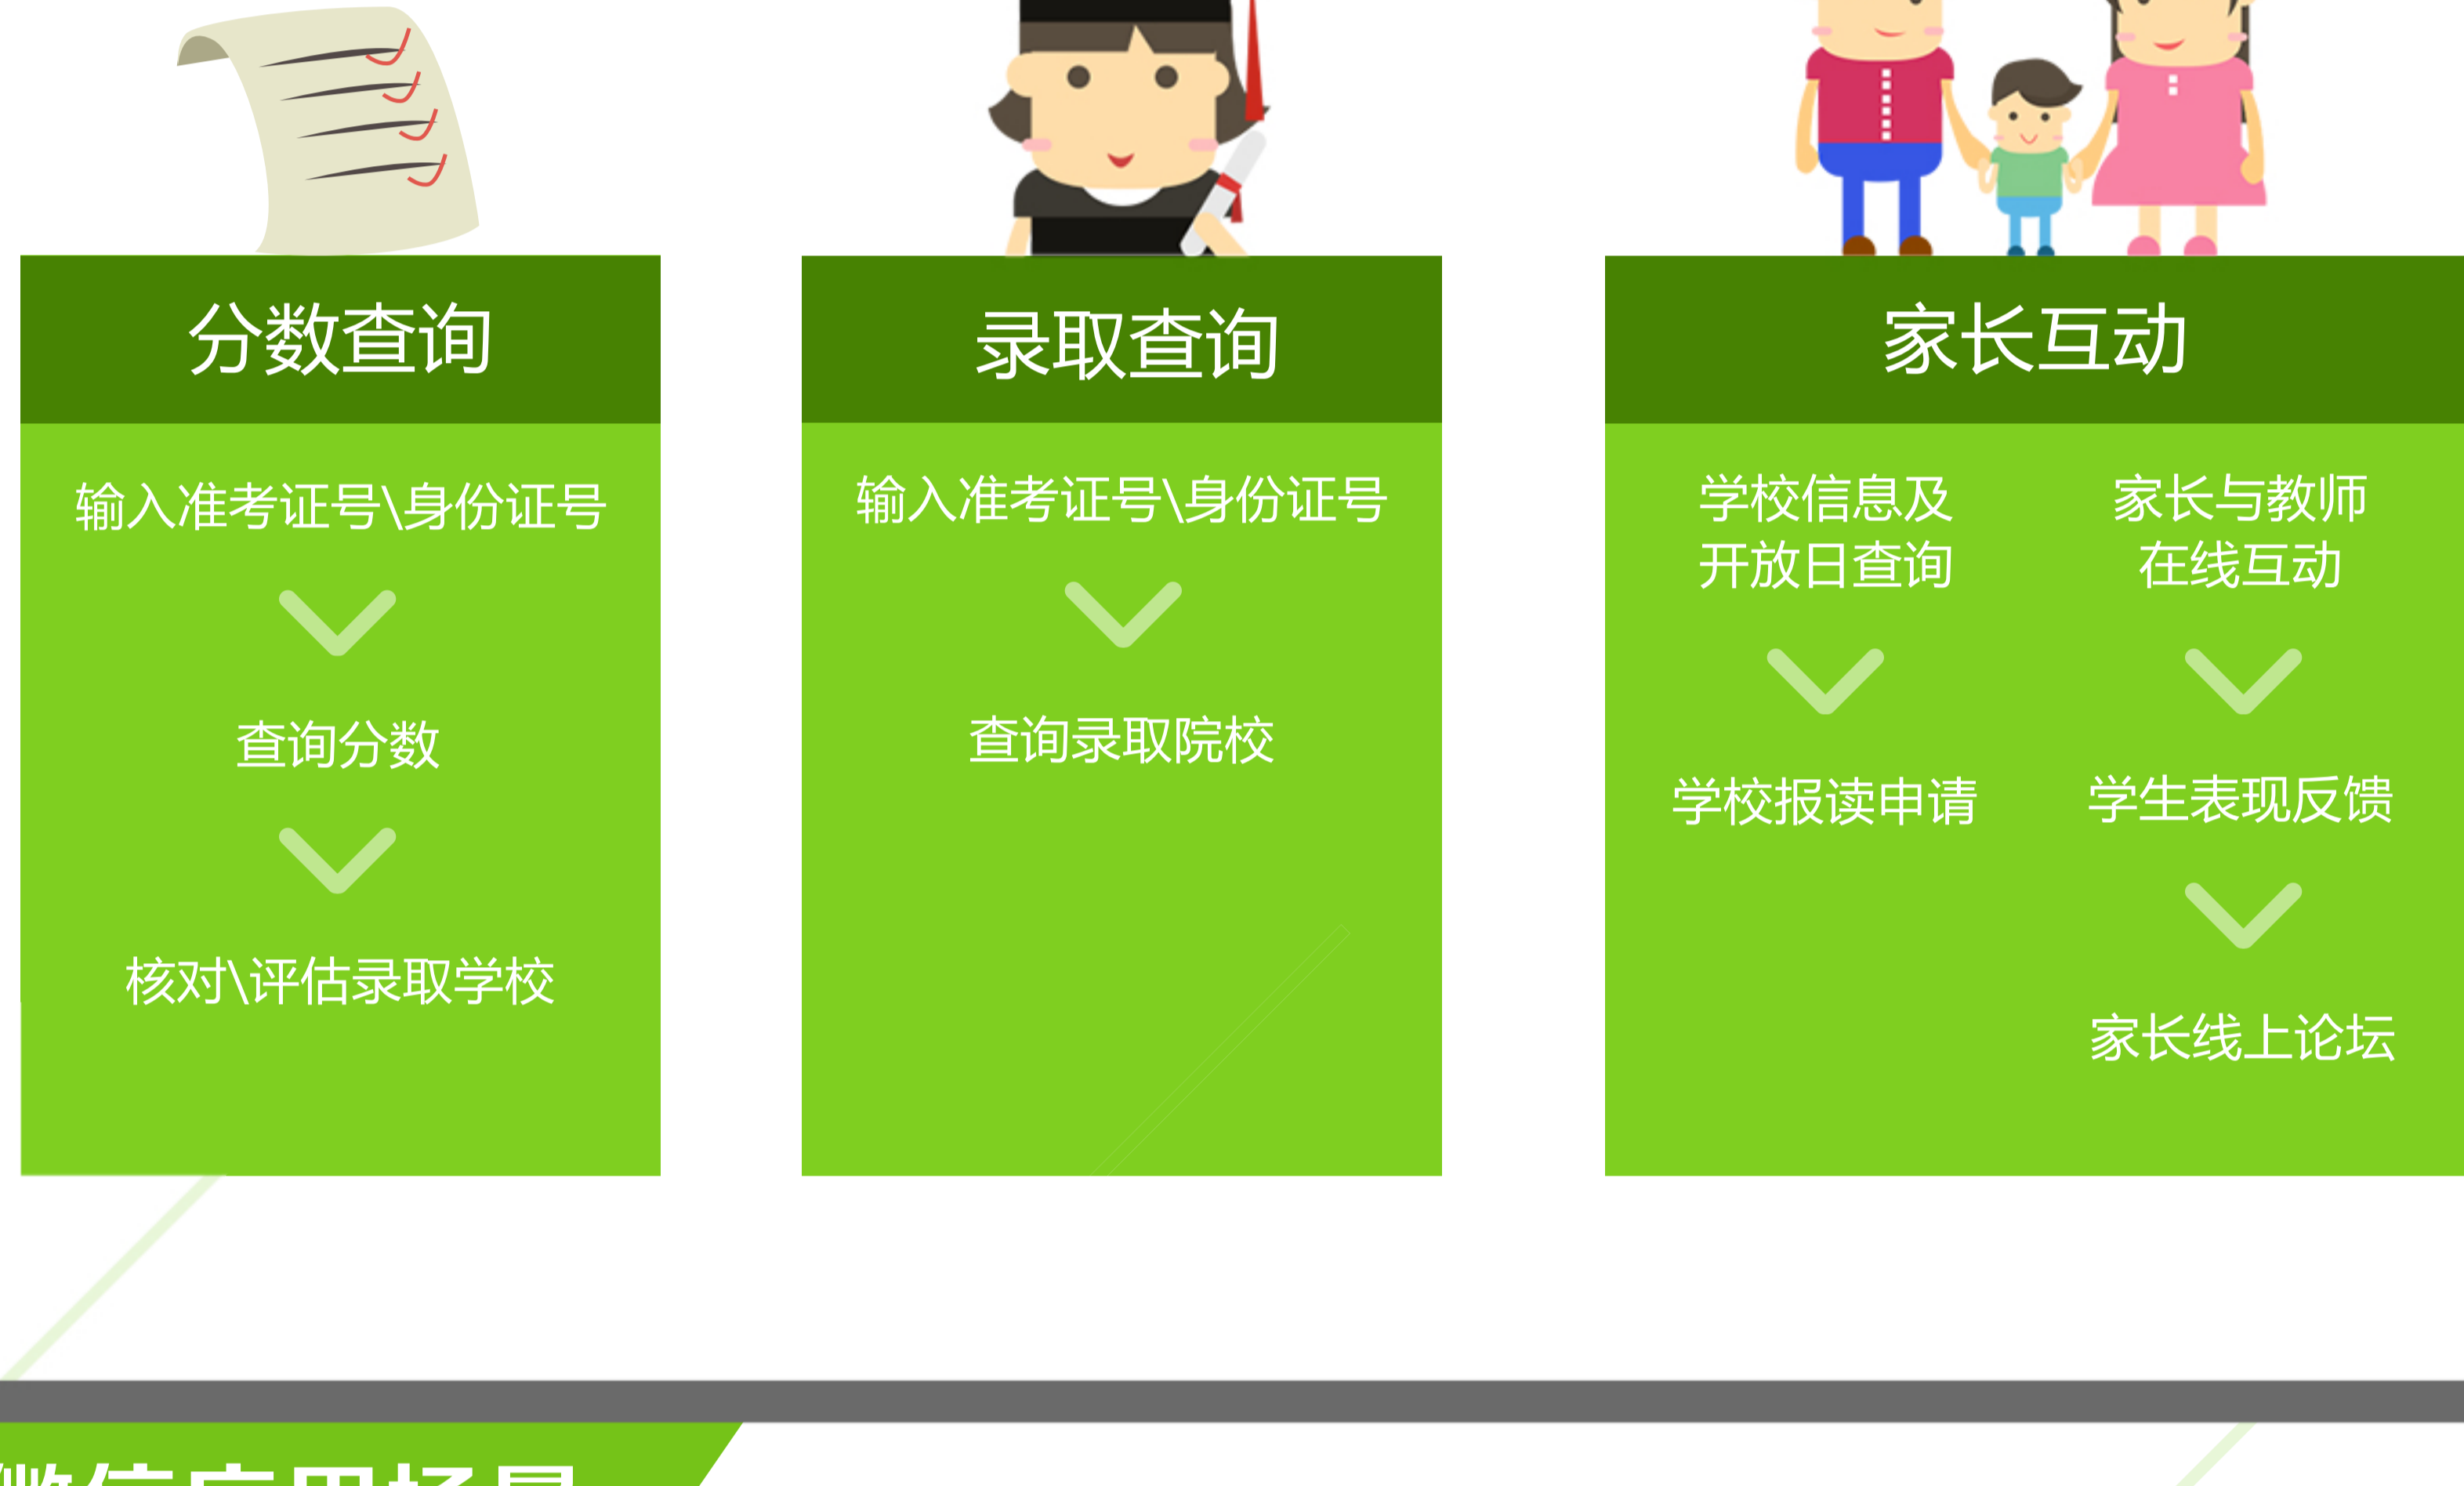 分数查询
输入准考证号\身份证号
查询分数
核对\评估录取学校
录取查询
输入准考证号\身份证号
查询录取院校
家长互动
学校信息及
开放日查询
学校报读申请
家长与教师
在线互动
学生表现反馈
家长线上论坛